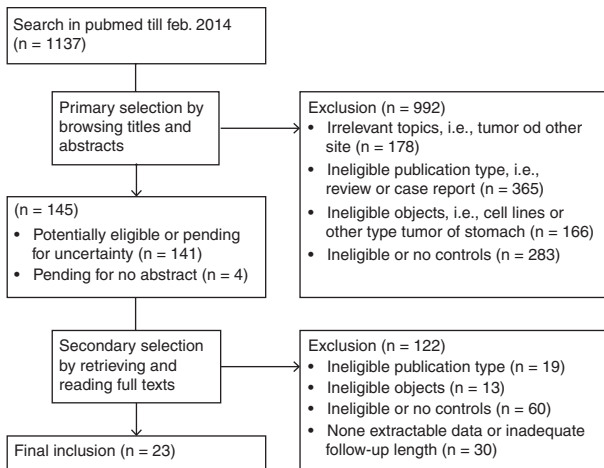 Search in pubmed till feb. 2014
(n = 1137)
Primary selection by
browsing titles and
abstracts
Exclusion (n = 992)
• Irrelevant topics, i.e., tumor od other
site (n = 178)
• Ineligible publication type, i.e.,
review or case report (n = 365)
• Ineligible objects, i.e., cell lines or
other type tumor of stomach (n = 166)
• Ineligible or no controls (n = 283)
(n = 145)
• Potentially eligible or pending
for uncertainty (n = 141)
• Pending for no abstract (n = 4)
Secondary selection
by retrieving and
reading full texts
Exclusion (n = 122)
• Ineligible publication type (n = 19)
• Ineligible objects (n = 13)
• Ineligible or no controls (n = 60)
• None extractable data or inadequate
follow-up length (n = 30)
Final inclusion (n = 23)